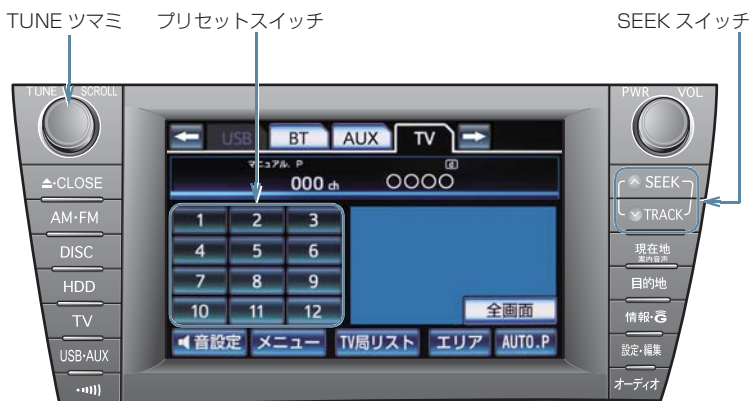 TUNE ツマミ プリセットスイッチ SEEK スイッチ
TUNE SCROLL
PWR VOL
USB BT AUX TV
マニュアル. P d
000 ch 〇〇〇〇
1 2 3
4 5 6
7 8 9
10 11 12
全画面
音設定 メニュー TV局リスト エリア AUTO.P
CLOSE
AM・FM
DISC
HDD
TV
USB・AUX
SEEK
TRACK
現在地
案内音声
目的地
情報・G
設定・編集
オーディオ